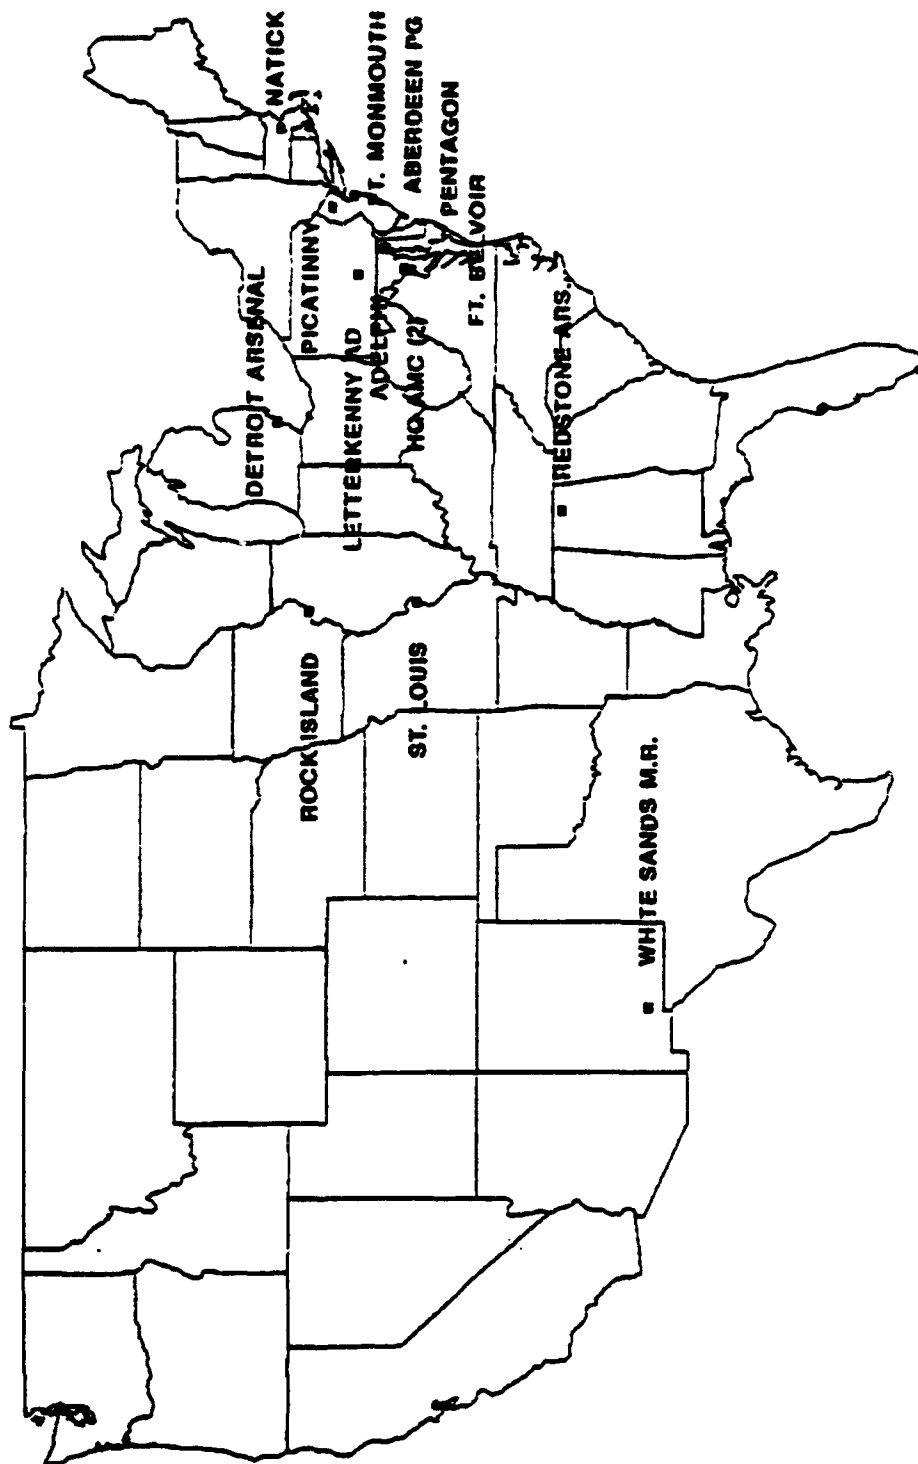 NATICK
T. MONMOUTH
ABERDEEN PG
PENTAGON
FT. BELVOIR
PICATINNY
DETROIT ARSENAL
LETTERKENNY AD
ADELPHI
HQ AMC (2)
REDSTONE ARS.
ROCK ISLAND
ST. LOUIS
WHITE SANDS M.R.